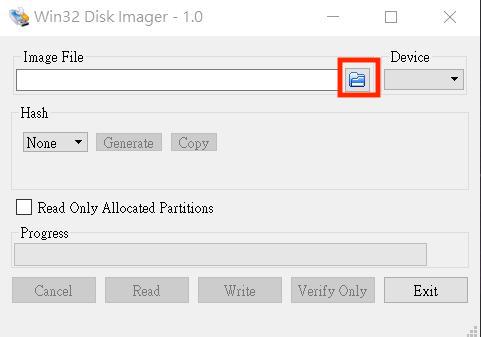 Win32 Disk Imager - 1.0
Image File
Device
Hash
None
Generate
Copy
Read Only Allocated Partitions
Progress
Cancel
Read
Write
Verify Only
Exit